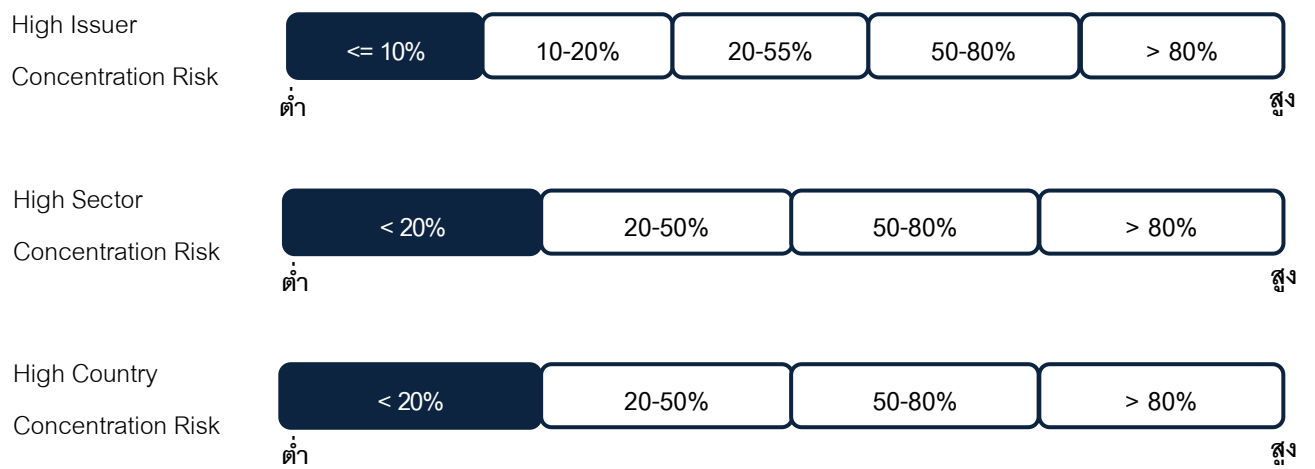 High Issuer
Concentration Risk
<= 10% 10-20% 20-55% 50-80% > 80%
ต่ำ สูง
High Sector
Concentration Risk
< 20% 20-50% 50-80% > 80%
ต่ำ สูง
High Country
Concentration Risk
< 20% 20-50% 50-80% > 80%
ต่ำ สูง